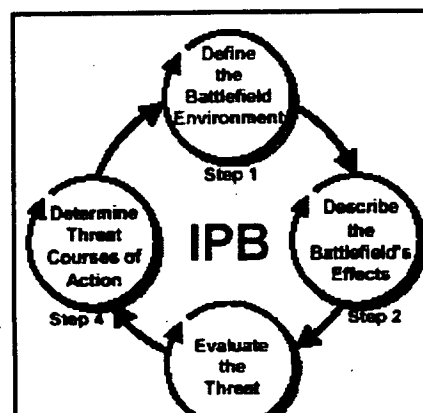 Define
the
Battlefield
Environment
Step 1
Describe
the
Battlefield's
Effects
Step 2
Evaluate
the
Threat
Determine
Threat
Courses of
Action
Step 4
IPB